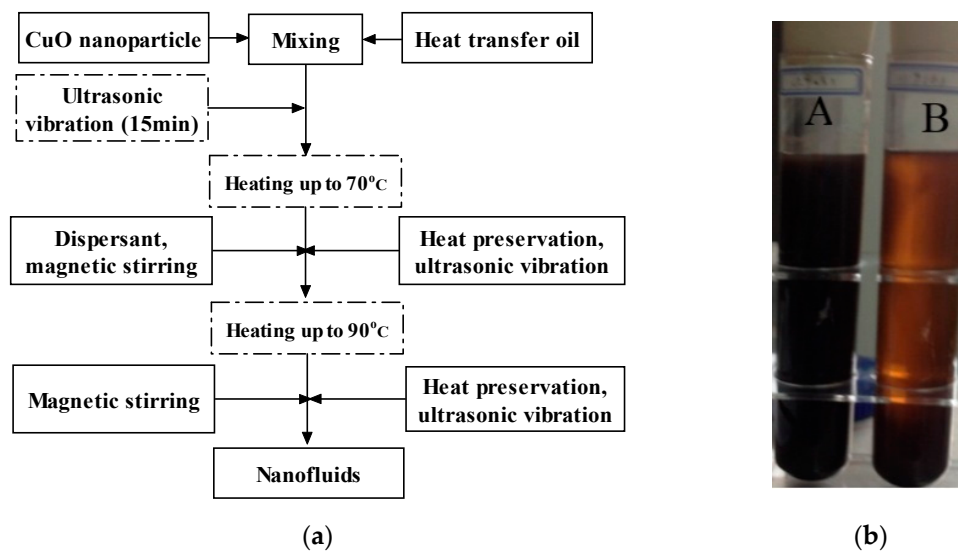 CuO nanoparticle
Mixing
Heat transfer oil
Ultrasonic
vibration (15min)
Heating up to 70°C
Dispersant,
magnetic stirring
Heat preservation,
ultrasonic vibration
Heating up to 90°C
Magnetic stirring
Heat preservation,
ultrasonic vibration
Nanofluids
(a)
A
B
(b)